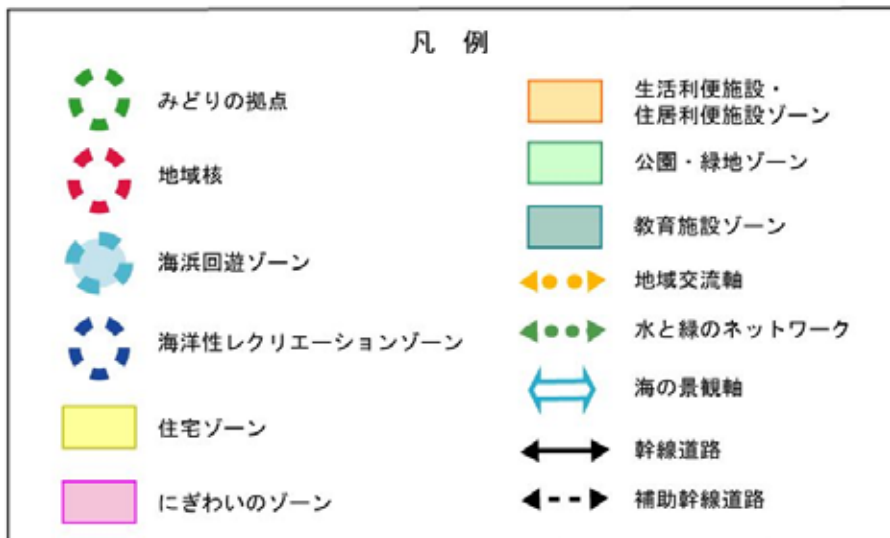 凡 例
みどりの拠点
地域核
海浜回遊ゾーン
海洋性レクリエーションゾーン
住宅ゾーン
にぎわいのゾーン
生活利便施設・
住居利便施設ゾーン
公園・緑地ゾーン
教育施設ゾーン
地域交流軸
水と緑のネットワーク
海の景観軸
幹線道路
補助幹線道路